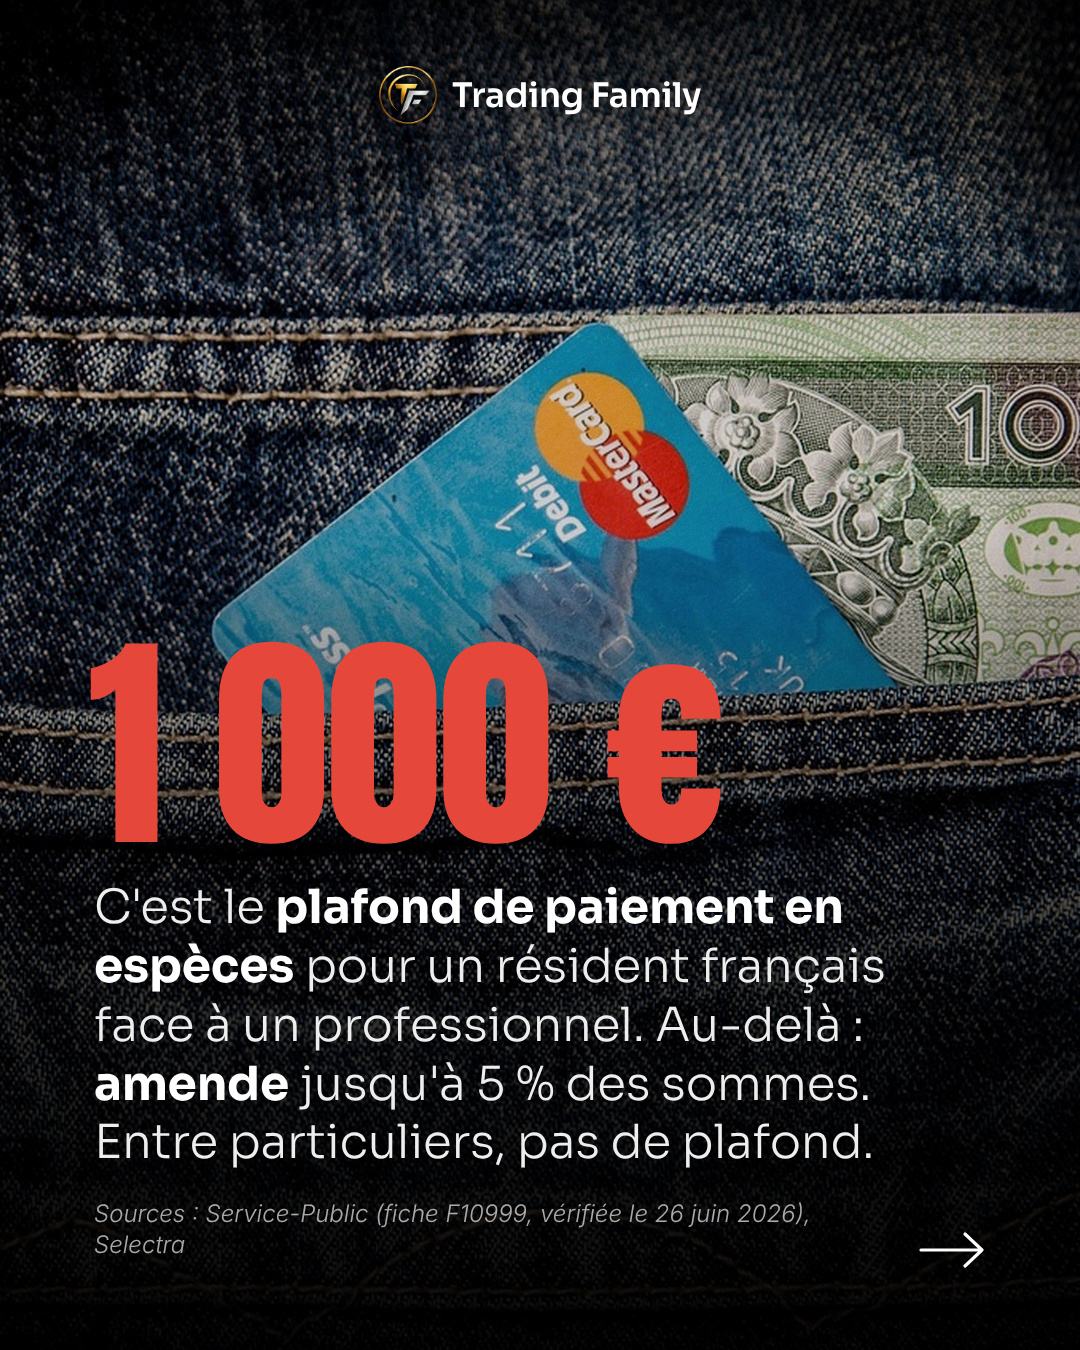 TF Trading Family
10
MasterCard
Debit
1 000 €
C'est le plafond de paiement en
espèces pour un résident français
face à un professionnel. Au-delà :
amende jusqu'à 5 % des sommes.
Entre particuliers, pas de plafond.
Sources : Service-Public (fiche F10999, vérifiée le 26 juin 2026),
Selectra